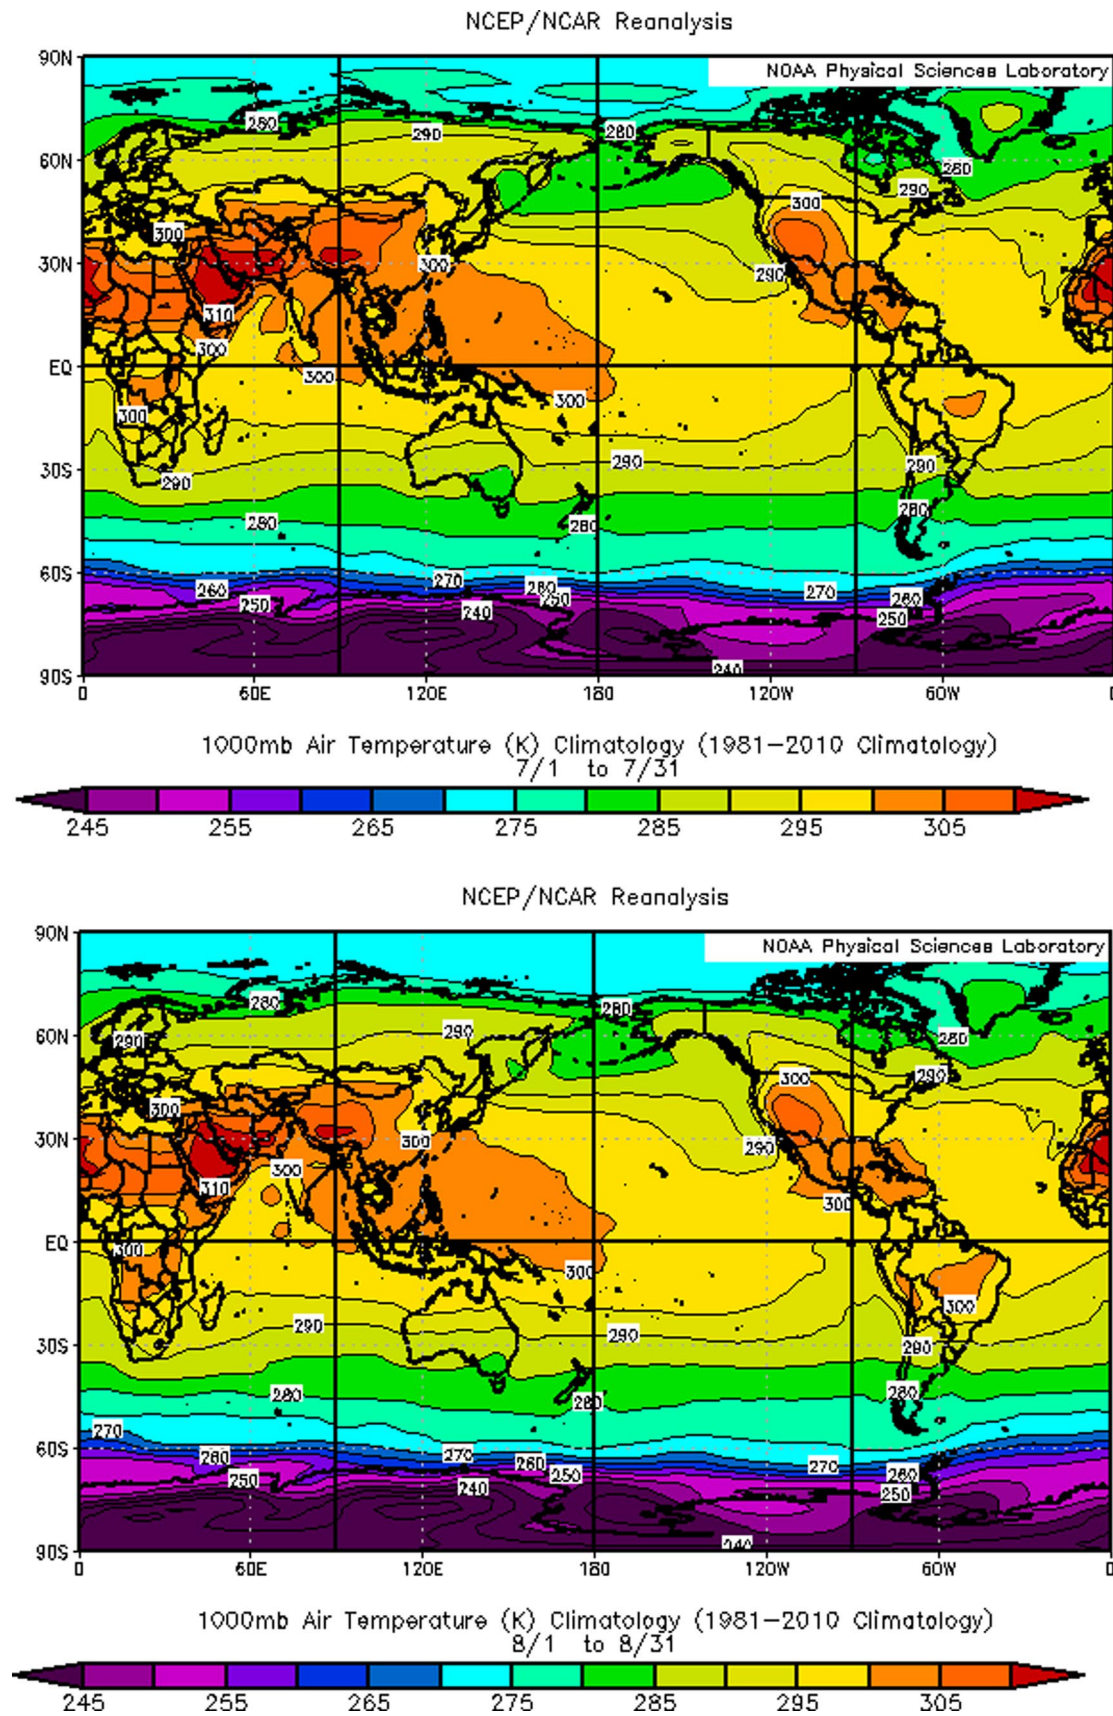 NCEP/NCAR Reanalysis
90N
NOAA Physical Sciences Laboratory
280 290 280
60N 280
290
300
300
30N 300 290
310
300
EQ
300 300
300
290 290
30S 290
280 280
280
60S 270 280 270
260 250 260
250 240 250
240
90S
0 60E 120E 180 120W 60W 0
1000mb Air Temperature (K) Climatology (1981-2010 Climatology)
7/1 to 7/31
245 255 265 275 285 295 305
NCEP/NCAR Reanalysis
90N
NOAA Physical Sciences Laboratory
280 280
60N 290 290 280
290
300
300
30N 300 290
300
310 300
EQ 300
300
300
290 290
30S 290
280 280
280
270
60S 260 270 260 270 260
250 240 250 250
240
90S
0 60E 120E 180 120W 60W 0
1000mb Air Temperature (K) Climatology (1981-2010 Climatology)
8/1 to 8/31
245 255 265 275 285 295 305